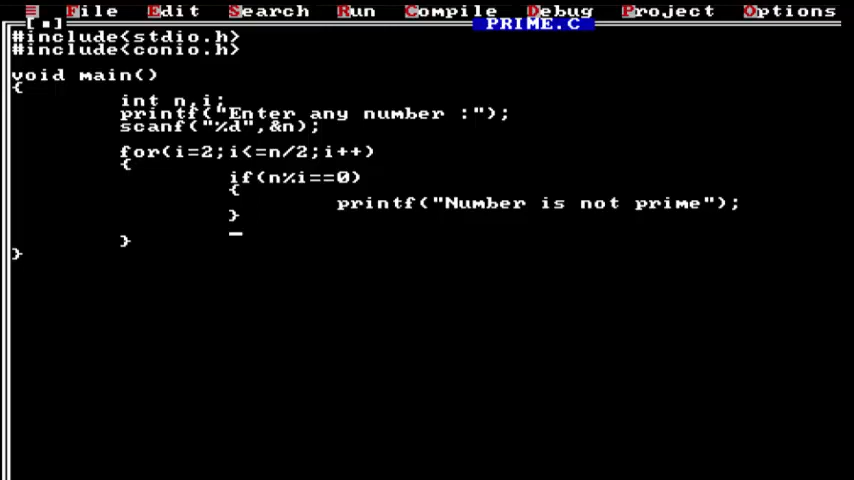 ≡ File Edit Search Run Compile Debug Project Options
[▪] PRIME.C
#include<stdio.h>
#include<conio.h>
void main()
{
int n,i;
printf("Enter any number :");
scanf("%d",&n);
for(i=2;i<=n/2;i++)
{
if(n%i==0)
{
printf("Number is not prime");
}
}
}